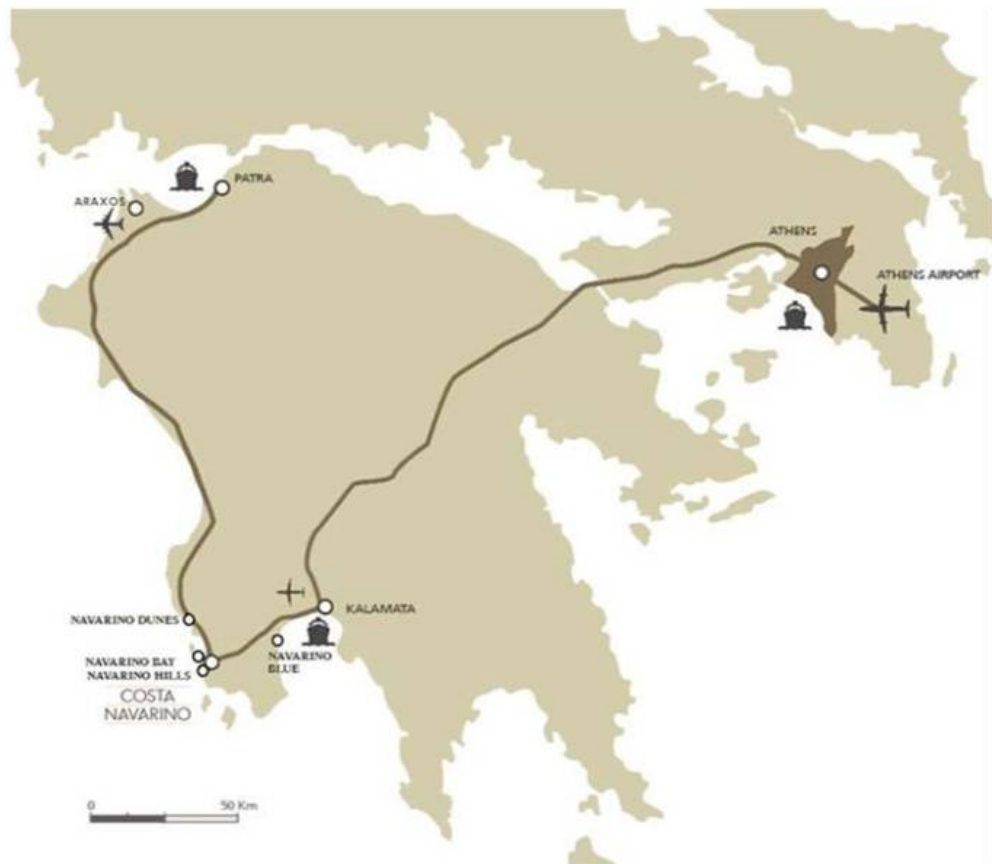 PATRA
ARAXOS
ATHENS
ATHENS AIRPORT
KALAMATA
NAVARINO DUNES
NAVARINO
BLUE
NAVARINO BAY
NAVARINO HILLS
COSTA
NAVARINO
0 50 Km